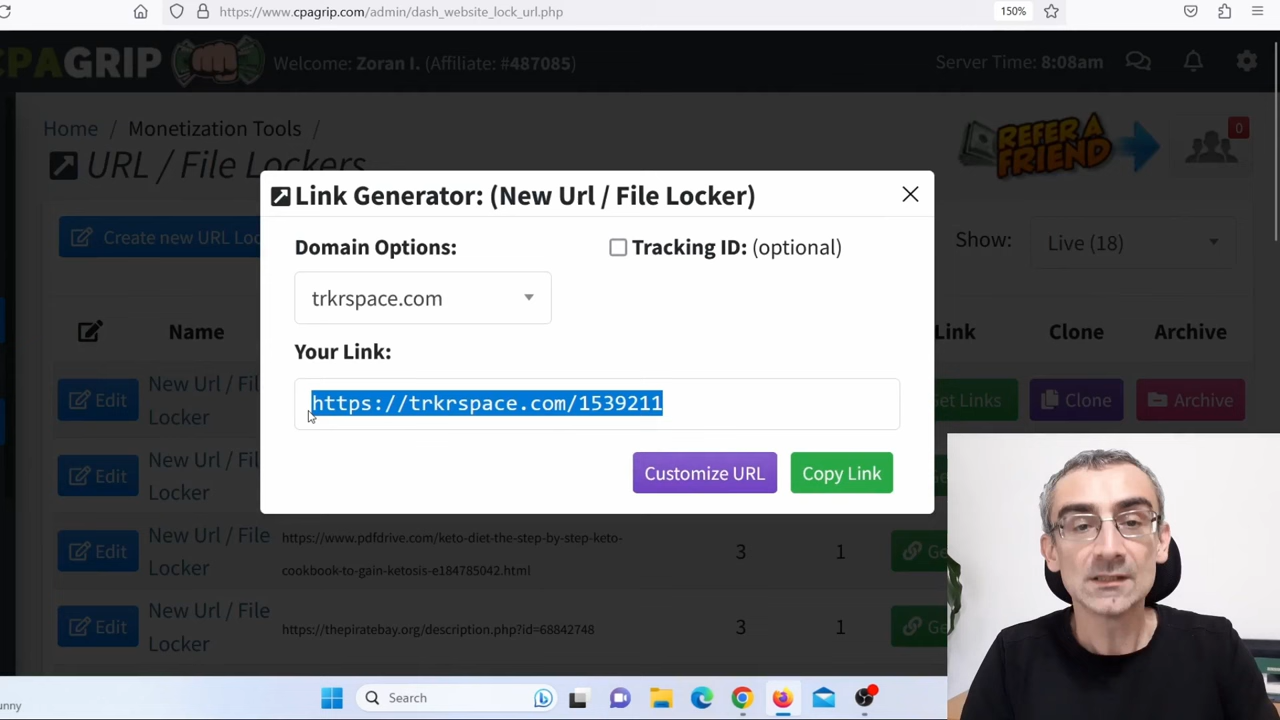 https://www.cpagrip.com/admin/dash_website_lock_url.php
150%
CPAGRIP
Welcome: Zoran I. (Affiliate: #487085)
Server Time: 8:08am
Home / Monetization Tools /
URL / File Lockers
REFER A FRIEND
0
Link Generator: (New Url / File Locker)
Create new URL
Domain Options:
Tracking ID: (optional)
Show:
Live (18)
trkrspace.com
Name
Link
Clone
Archive
Your Link:
https://trkrspace.com/1539211
Edit
New Url /
Locker
Links
Clone
Archive
Customize URL
Copy Link
Edit
New Url /
Locker
Edit
New Url / File
Locker
https://www.pdfdrive.com/keto-diet-the-step-by-step-keto-
cookbook-to-gain-ketosis-e184785042.html
3
1
Edit
New Url / File
Locker
https://thepiratebay.org/description.php?id=68842748
3
1
Search